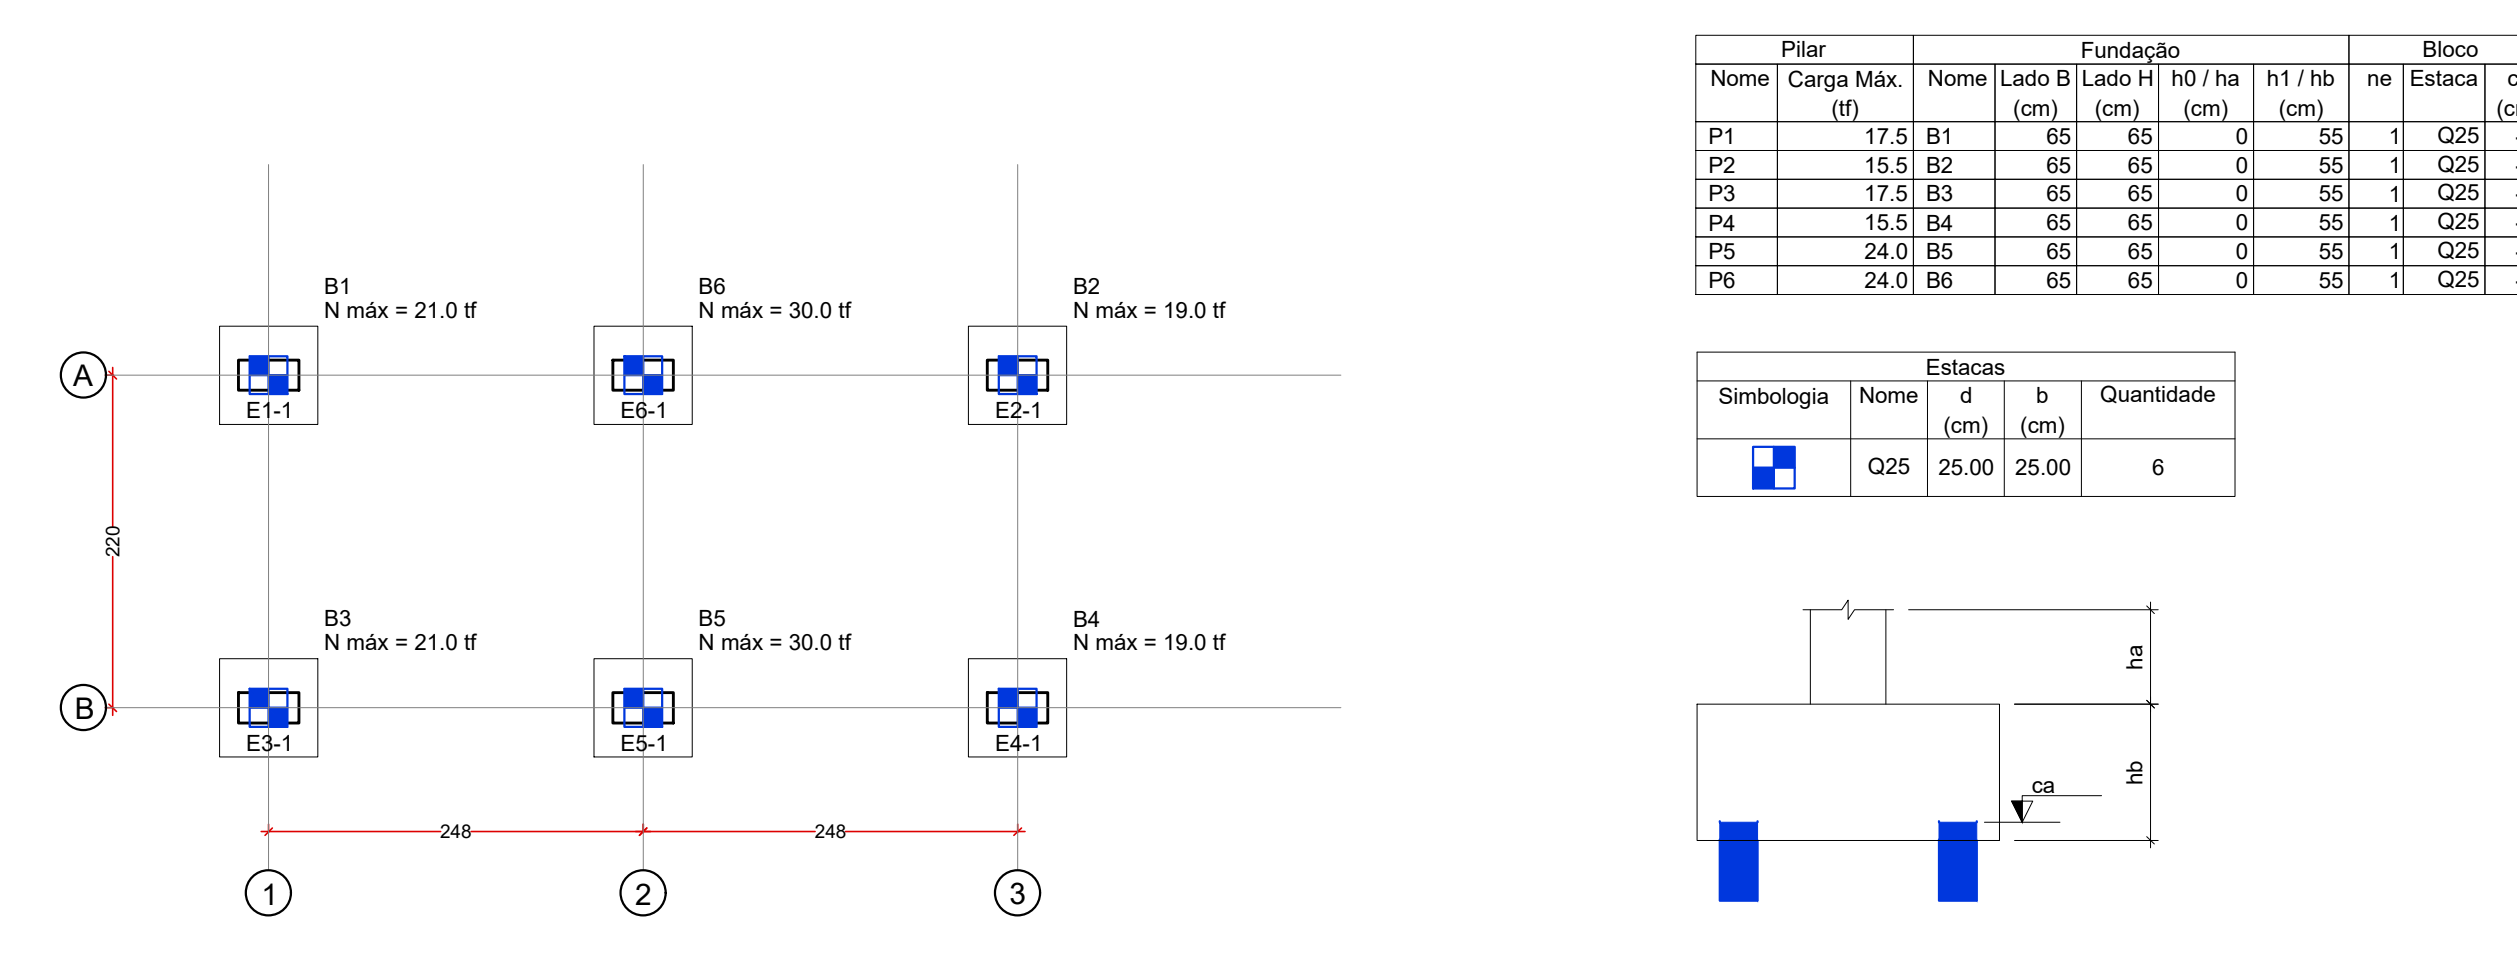 B1
N máx = 21.0 tf
B6
N máx = 30.0 tf
B2
N máx = 19.0 tf
A
E1-1
E6-1
E2-1
220
B3
N máx = 21.0 tf
B5
N máx = 30.0 tf
B4
N máx = 19.0 tf
B
E3-1
E5-1
E4-1
248
248
1
2
3
Pilar Fundação Bloco
Nome Carga Máx. Nome Lado B Lado H h0 / ha h1 / hb ne Estaca
(tf) (cm) (cm) (cm) (cm)
P1 17.5 B1 65 65 0 55 1 Q25
P2 15.5 B2 65 65 0 55 1 Q25
P3 17.5 B3 65 65 0 55 1 Q25
P4 15.5 B4 65 65 0 55 1 Q25
P5 24.0 B5 65 65 0 55 1 Q25
P6 24.0 B6 65 65 0 55 1 Q25
Estacas
Simbologia Nome d b Quantidade
(cm) (cm)
Q25 25.00 25.00 6
ha
hb
ca